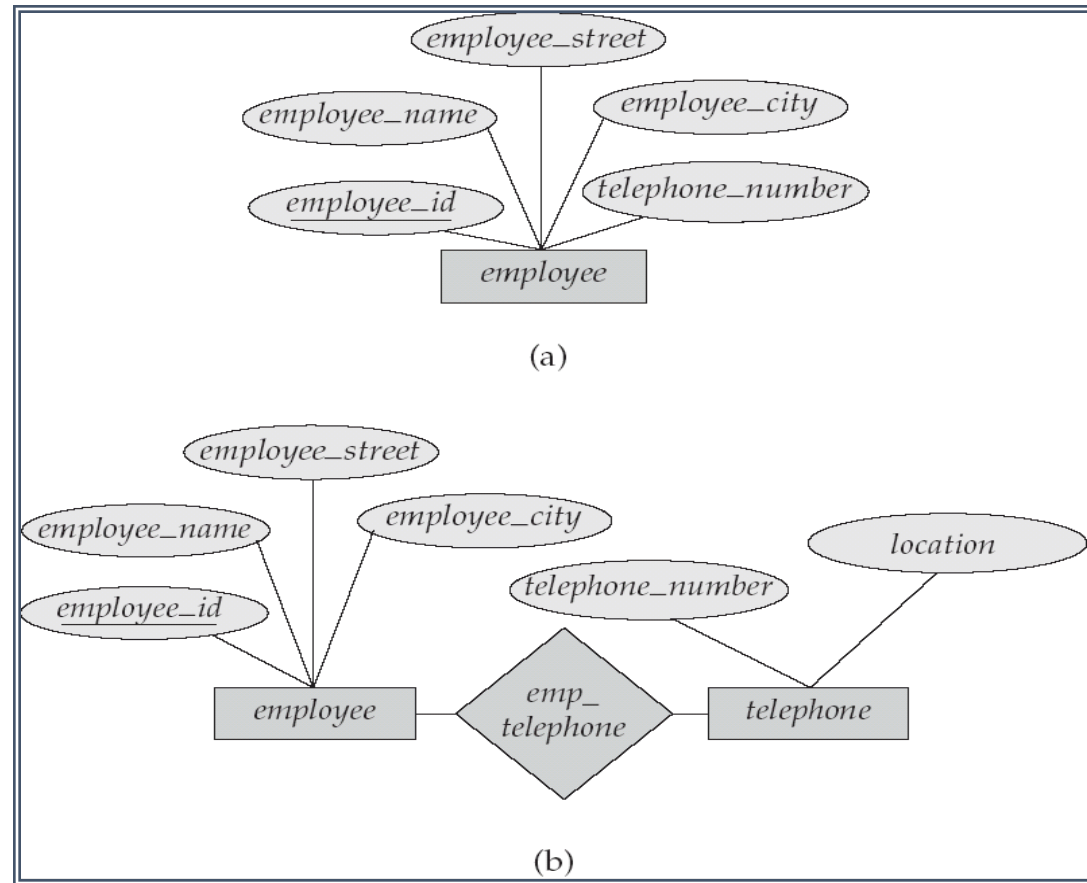 employee_street
employee_name
employee_city
employee_id
telephone_number
employee
(a)
employee_street
employee_name
employee_city
location
employee_id
telephone_number
employee
emp_
telephone
telephone
(b)